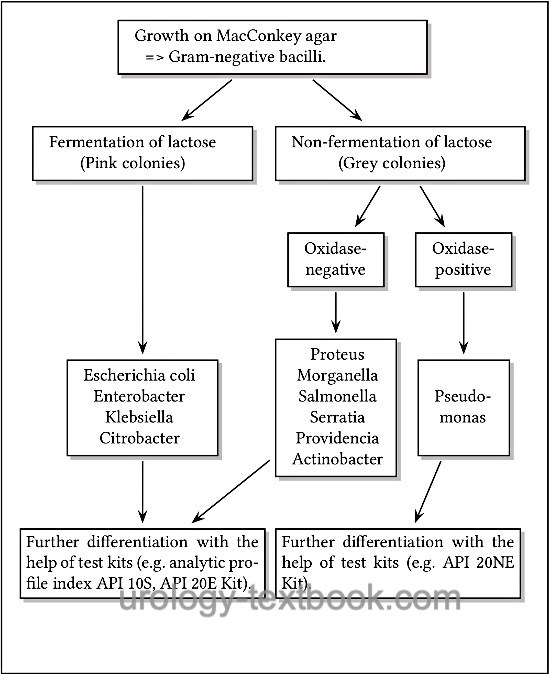 Growth on MacConkey agar
=> Gram-negative bacilli.
Fermentation of lactose
(Pink colonies)
Non-fermentation of lactose
(Grey colonies)
Oxidase-
negative
Oxidase-
positive
Escherichia coli
Enterobacter
Klebsiella
Citrobacter
Proteus
Morganella
Salmonella
Serratia
Providencia
Actinobacter
Pseudo-
monas
Further differentiation with the
help of test kits (e.g. analytic pro-
file index API 10S, API 20E Kit).
Further differentiation with the
help of test kits (e.g. API 20NE
Kit).
urology-textbook.com